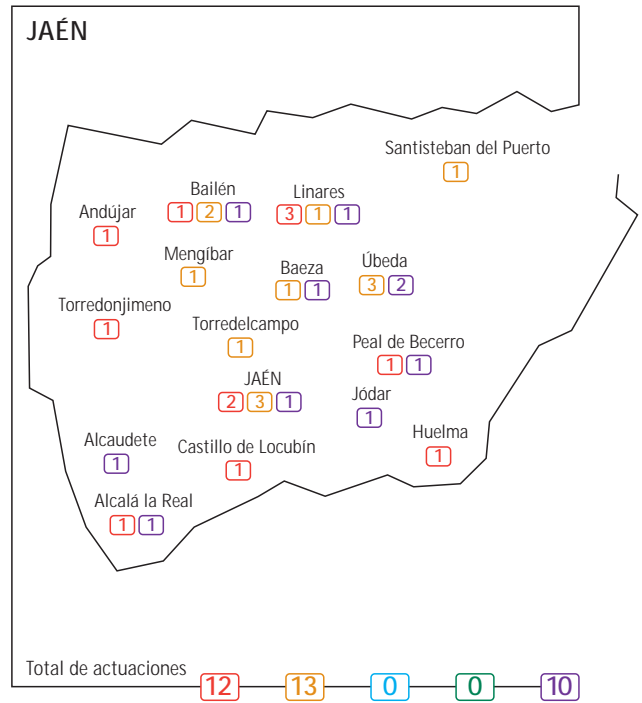 JAÉN
Santisteban del Puerto
1
Bailén
1 2 1
Linares
3 1 1
Andújar
1
Mengíbar
1
Baeza
1 1
Úbeda
3 2
Torredonjimeno
1
Torredelcampo
1
Peal de Becerro
1 1
JAÉN
2 3 1
Jódar
1
Huelma
1
Alcaudete
1
Castillo de Locubín
1
Alcalá la Real
1 1
Total de actuaciones
12 13 0 0 10